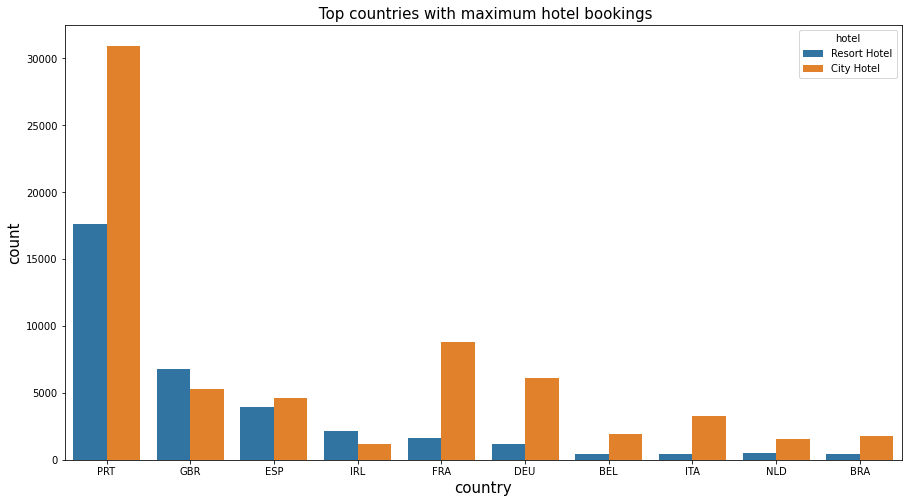 Top countries with maximum hotel bookings
hotel
Resort Hotel
City Hotel
30000
25000
20000
15000
10000
5000
0
count
PRT GBR ESP IRL FRA DEU BEL ITA NLD BRA
country